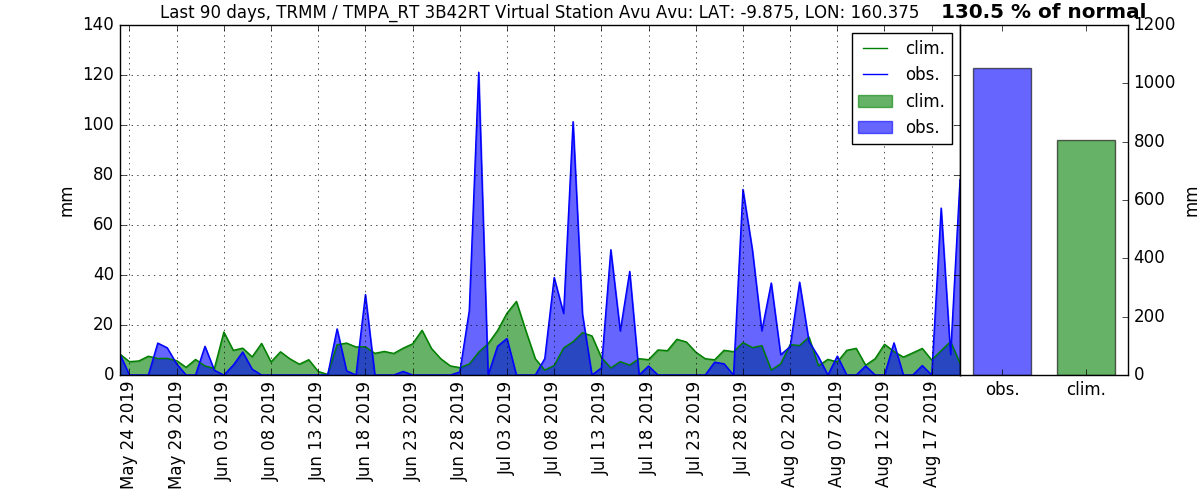 Last 90 days, TRMM / TMPA_RT 3B42RT Virtual Station Avu Avu: LAT: -9.875, LON: 160.375
130.5 % of normal
140
120
100
80
60
40
20
0
mm
clim.
obs.
clim.
obs.
May 24 2019
May 29 2019
Jun 03 2019
Jun 08 2019
Jun 13 2019
Jun 18 2019
Jun 23 2019
Jun 28 2019
Jul 03 2019
Jul 08 2019
Jul 13 2019
Jul 18 2019
Jul 23 2019
Jul 28 2019
Aug 02 2019
Aug 07 2019
Aug 12 2019
Aug 17 2019
1200
1000
800
600
400
200
0
mm
obs.
clim.